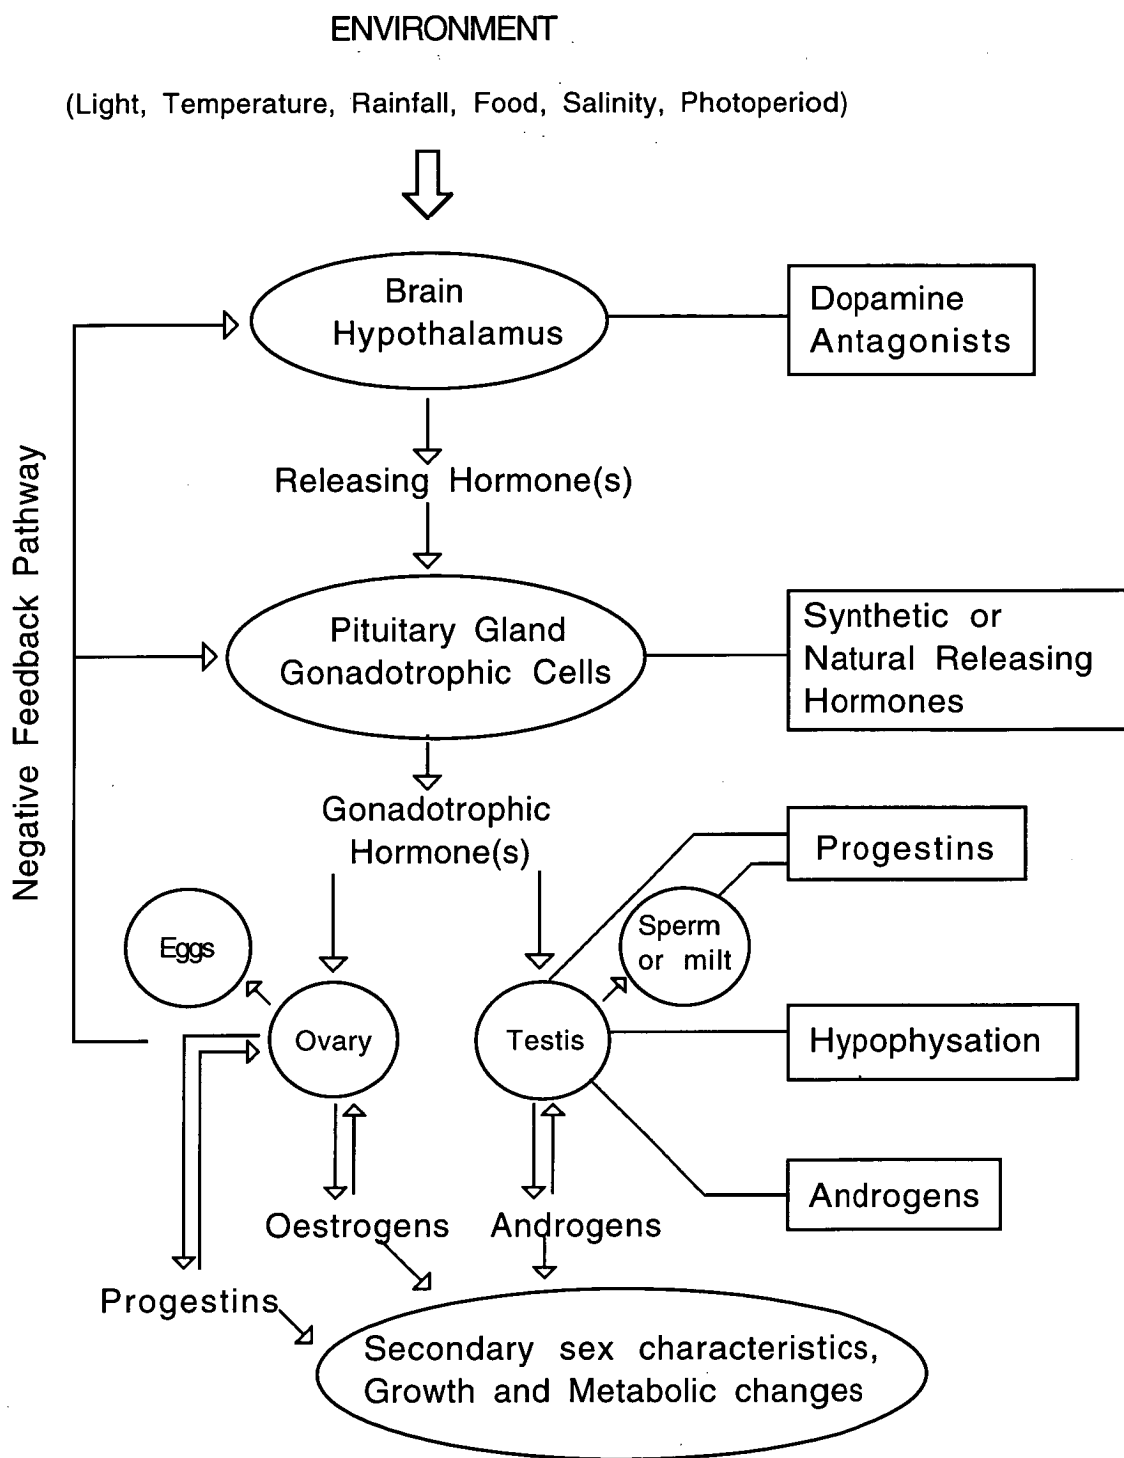 ENVIRONMENT
(Light, Temperature, Rainfall, Food, Salinity, Photoperiod)
Brain
Hypothalamus
Dopamine
Antagonists
Releasing Hormone(s)
Negative Feedback Pathway
Pituitary Gland
Gonadotrophic Cells
Synthetic or
Natural Releasing
Hormones
Gonadotrophic
Hormone(s)
Progestins
Eggs
Sperm
or milt
Ovary
Testis
Hypophysation
Androgens
Oestrogens
Androgens
Progestins
Secondary sex characteristics,
Growth and Metabolic changes